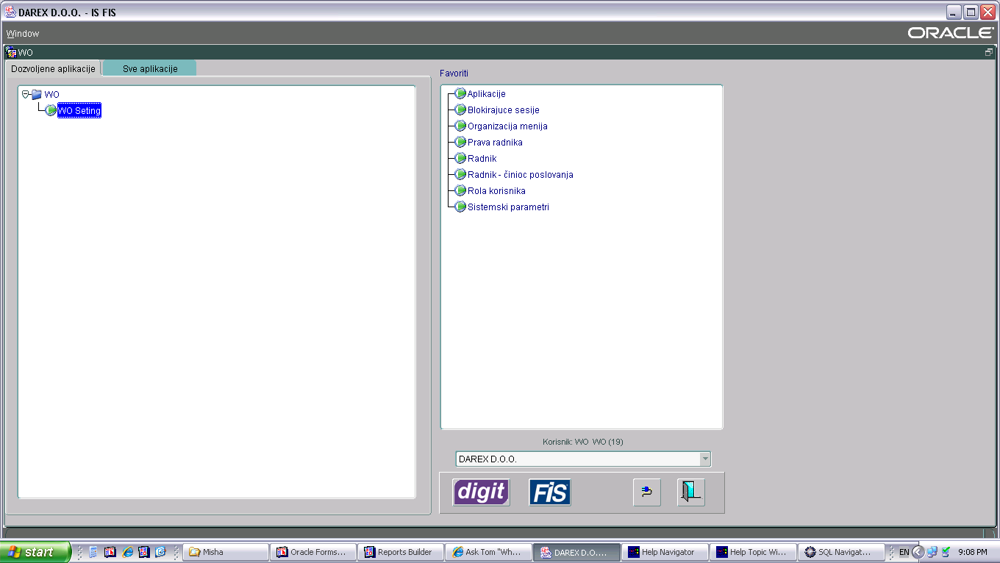 DAREX D.O.O. - IS FIS
Window
ORACLE
WO
Dozvoljene aplikacije
Sve aplikacije
WO
WO Seting
Favoriti
Aplikacije
Blokirajuce sesije
Organizacija menija
Prava radnika
Radnik
Radnik - činioc poslovanja
Rola korisnika
Sistemski parametri
Korisnik: WO WO (19)
DAREX D.O.O.
digit
FIS
start
Misha
Oracle Forms...
Reports Builder
Ask Tom "Wh...
DAREX D.O....
Help Navigator
Help Topic Wi...
SQL Navigat...
EN
9:08 PM